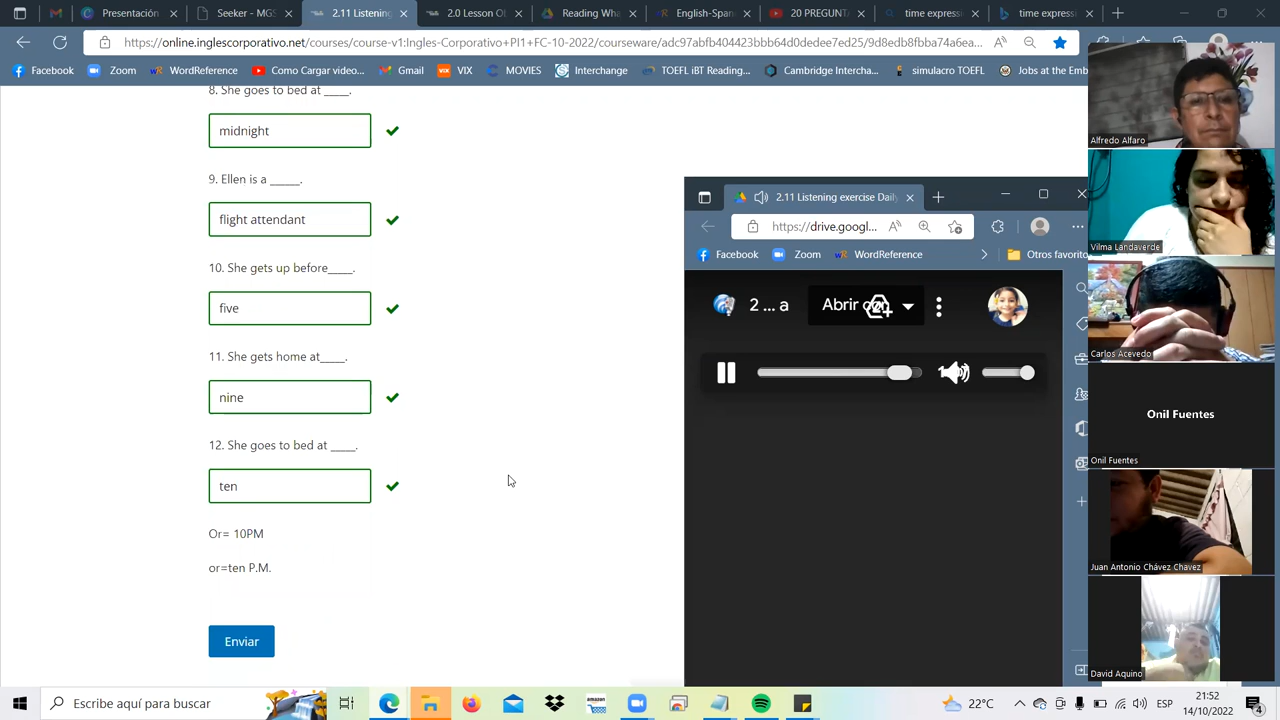 Presentación
Seeker - MGS
2.11 Listening
2.0 Lesson Ob
Reading Wha
English-Span
20 PREGUNTA
time express
time express
https://online.inglescorporativo.net/courses/course-v1:Ingles-Corporativo+PI1+FC-10-2022/courseware/adc97abfb404423bbb64d0dedee7ed25/9d8edb8fbba74a6ea...
Facebook
Zoom
WordReference
Como Cargar video...
Gmail
VIX
MOVIES
Interchange
TOEFL iBT Reading...
Cambridge Intercha...
simulacro TOEFL
Jobs at the Emb
8. She goes to bed at ____.
midnight
9. Ellen is a _____.
flight attendant
10. She gets up before____.
five
11. She gets home at____.
nine
12. She goes to bed at ____.
ten
Or= 10PM
or=ten P.M.
Enviar
2.11 Listening exercise Daily
https://drive.googl...
Facebook
Zoom
WordReference
Otros favorito
2 ... a
Abrir con
Alfredo Alfaro
Vilma Landaverde
Carlos Acevedo
Onil Fuentes
Onil Fuentes
Juan Antonio Chávez Chavez
David Aquino
Escribe aquí para buscar
amazon
22°C
ESP
21:52
14/10/2022
4